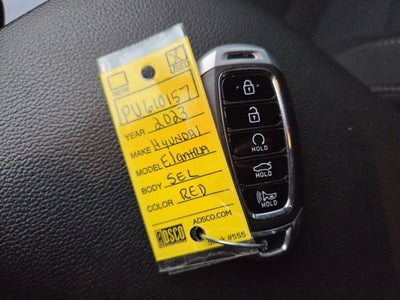 NEW
X
USED
PU610157
YEAR 2023
MAKE Hyundai
MODEL Elantra
BODY SEL
COLOR RED
ADSCO ADSCO.COM
#555
HOLD
HOLD
HOLD